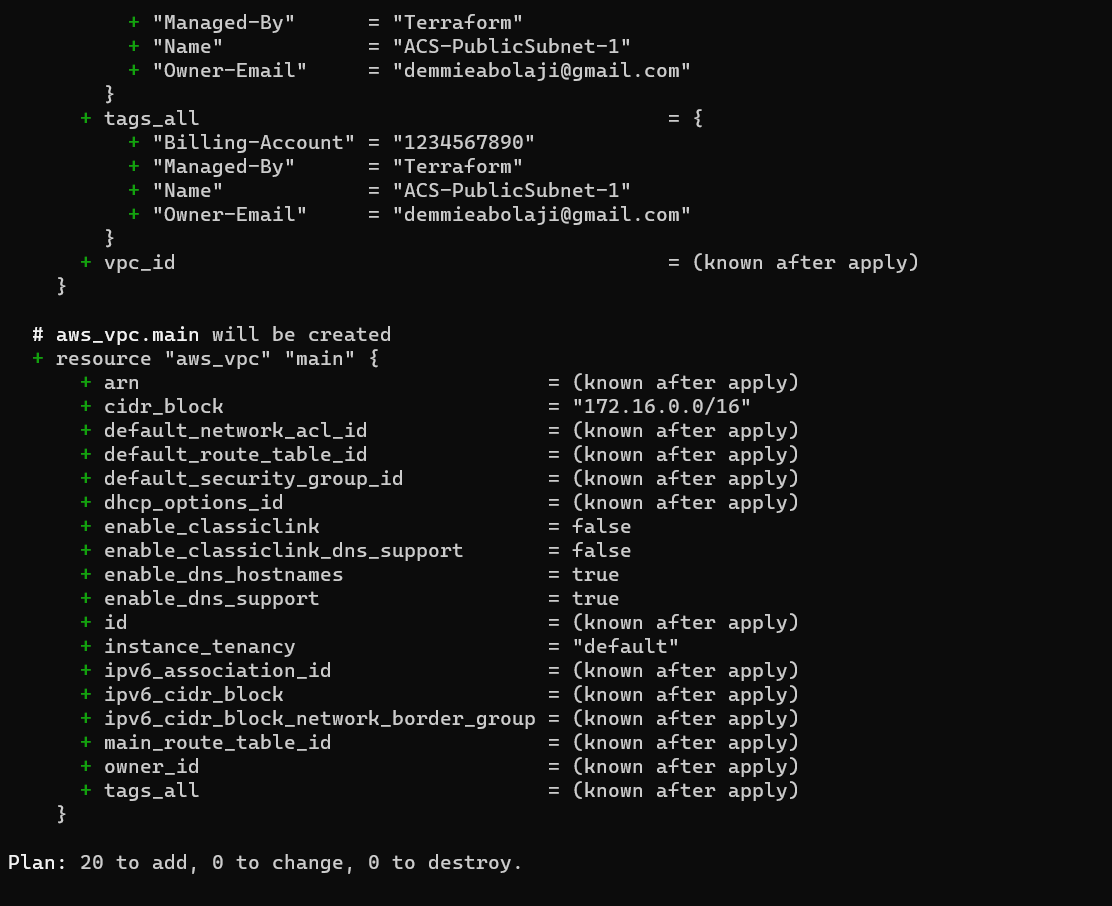 + "Managed-By"      = "Terraform"
+ "Name"            = "ACS-PublicSubnet-1"
+ "Owner-Email"     = "demmieabolaji@gmail.com"
}
+ tags_all                                       = {
+ "Billing-Account" = "1234567890"
+ "Managed-By"      = "Terraform"
+ "Name"            = "ACS-PublicSubnet-1"
+ "Owner-Email"     = "demmieabolaji@gmail.com"
}
+ vpc_id                                         = (known after apply)
}
# aws_vpc.main will be created
+ resource "aws_vpc" "main" {
+ arn                                  = (known after apply)
+ cidr_block                           = "172.16.0.0/16"
+ default_network_acl_id               = (known after apply)
+ default_route_table_id               = (known after apply)
+ default_security_group_id            = (known after apply)
+ dhcp_options_id                      = (known after apply)
+ enable_classiclink                   = false
+ enable_classiclink_dns_support       = false
+ enable_dns_hostnames                 = true
+ enable_dns_support                   = true
+ id                                   = (known after apply)
+ instance_tenancy                     = "default"
+ ipv6_association_id                  = (known after apply)
+ ipv6_cidr_block                      = (known after apply)
+ ipv6_cidr_block_network_border_group = (known after apply)
+ main_route_table_id                  = (known after apply)
+ owner_id                             = (known after apply)
+ tags_all                             = (known after apply)
}
Plan: 20 to add, 0 to change, 0 to destroy.